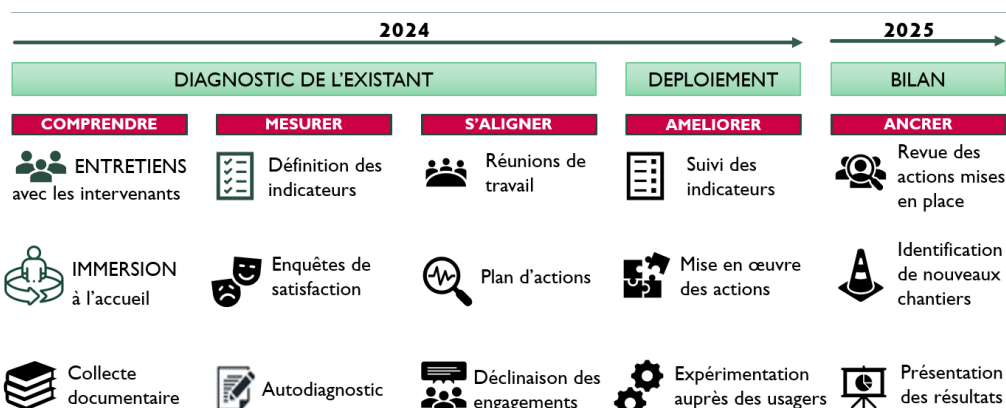 2024
2025
DIAGNOSTIC DE L'EXISTANT
DEPLOIEMENT
BILAN
COMPRENDRE
MESURER
S'ALIGNER
AMELIORER
ANCRER
ENTRETIENS
avec les intervenants
Définition des
indicateurs
Réunions de
travail
Suivi des
indicateurs
Revue des
actions mises
en place
IMMERSION
à l'accueil
Enquêtes de
satisfaction
Plan d'actions
Mise en œuvre
des actions
Identification
de nouveaux
chantiers
Collecte
documentaire
Autodiagnostic
Déclinaison des
engagements
Expérimentation
auprès des usagers
Présentation
des résultats